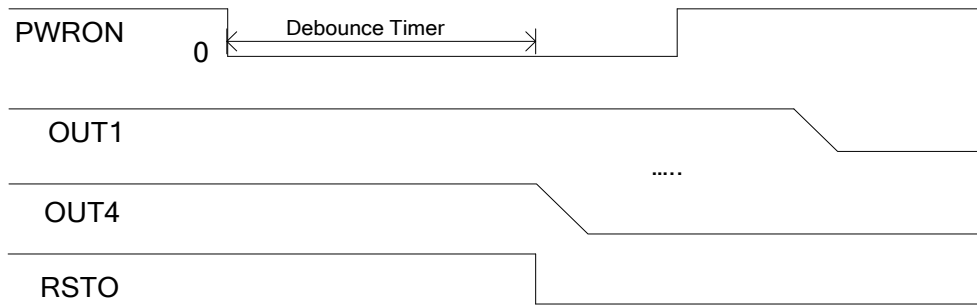 Debounce Timer
PWRON
0
OUT1
.....
OUT4
RSTO